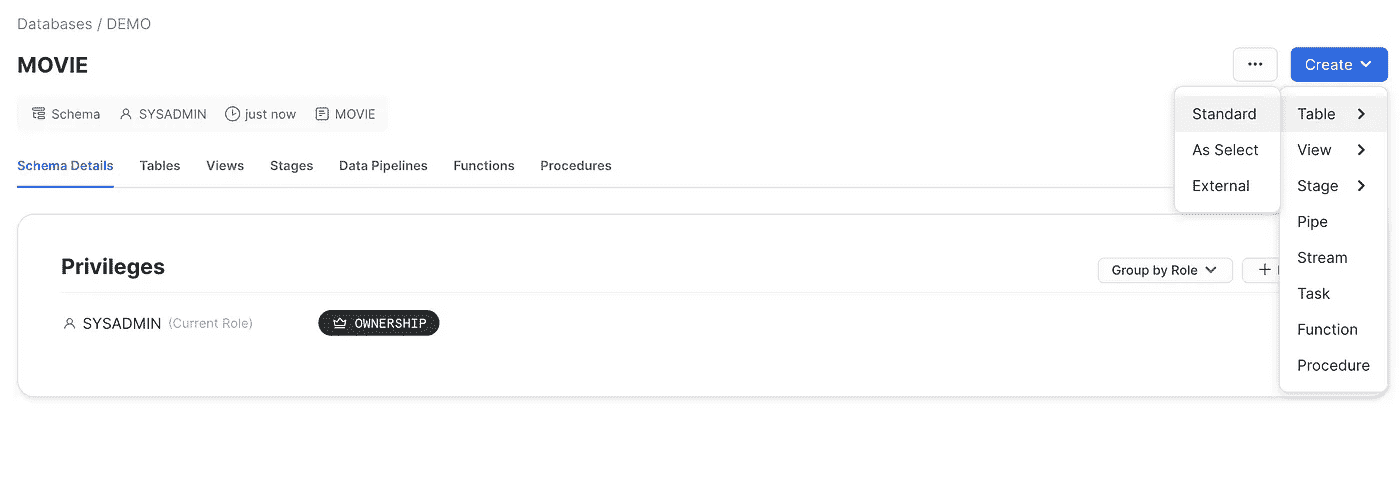 Databases / DEMO
MOVIE
... Create
Schema SYSADMIN just now MOVIE
Schema Details Tables Views Stages Data Pipelines Functions Procedures
Standard
As Select
External
Table
View
Stage
Pipe
Stream
Task
Function
Procedure
Privileges
Group by Role
SYSADMIN (Current Role) OWNERSHIP